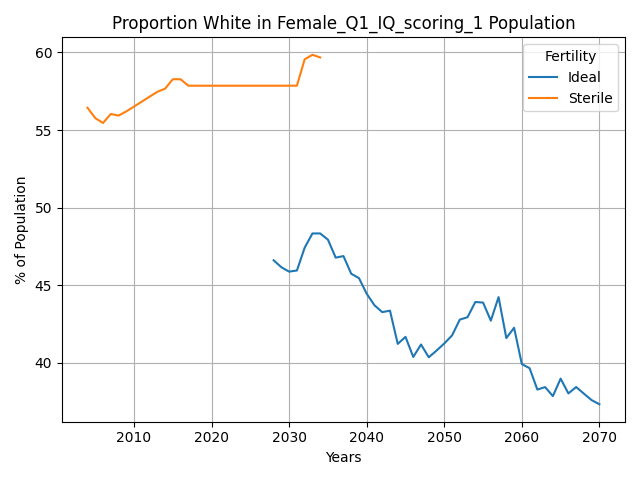 Proportion White in Female_Q1_IQ_scoring_1 Population
Fertility
Ideal
Sterile
% of Population
60
55
50
45
40
2010 2020 2030 2040 2050 2060 2070
Years